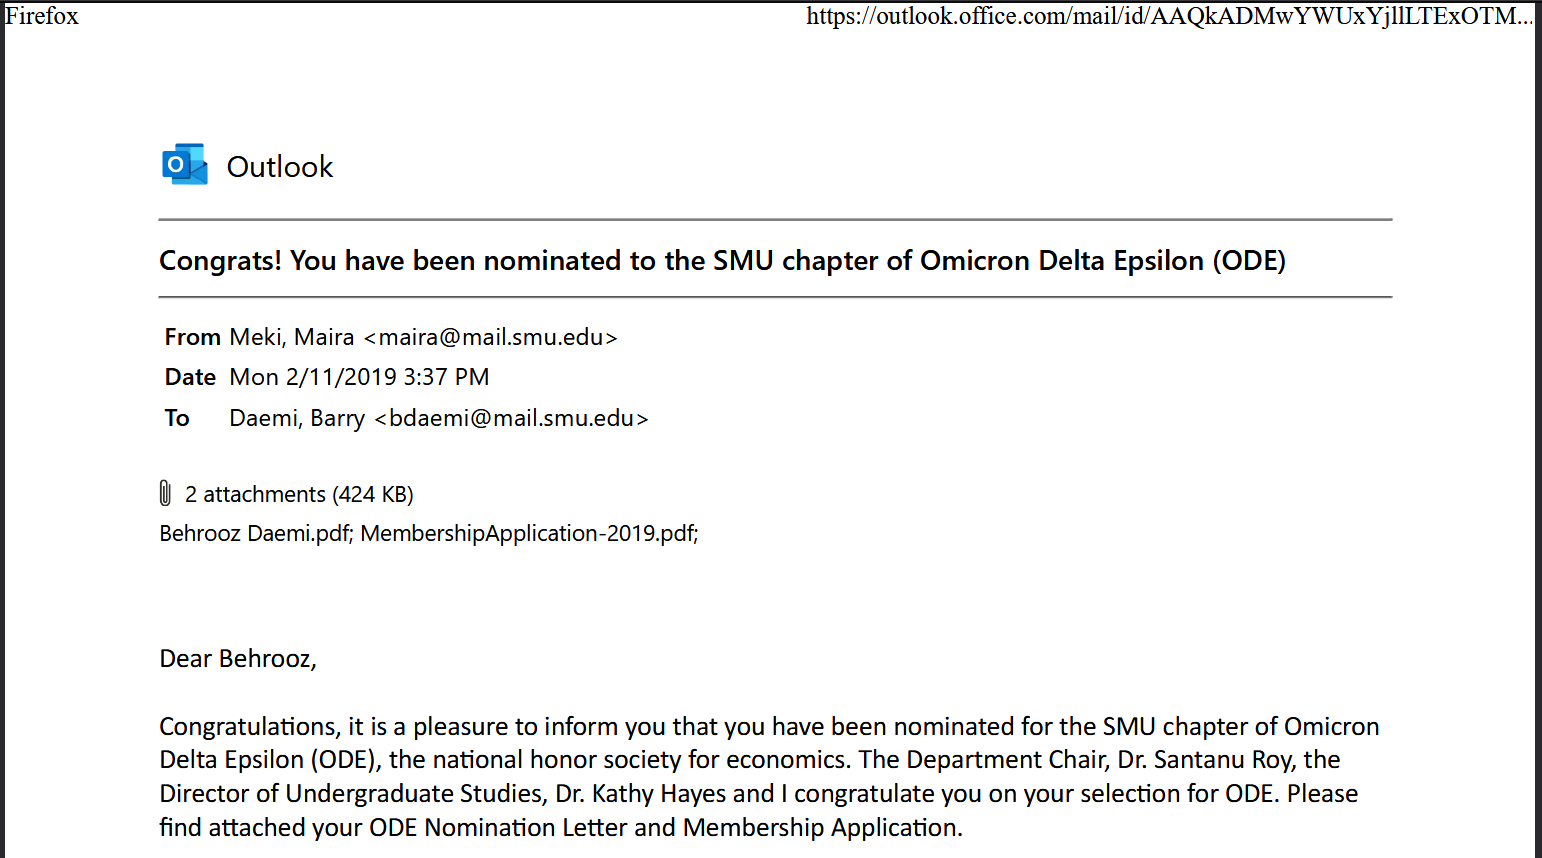 Firefox
https://outlook.office.com/mail/id/AAQkADMwYWUxYjllLTExOTM...
Outlook
Congrats! You have been nominated to the SMU chapter of Omicron Delta Epsilon (ODE)
From Meki, Maira <maira@mail.smu.edu>
Date Mon 2/11/2019 3:37 PM
To Daemi, Barry <bdaemi@mail.smu.edu>
2 attachments (424 KB)
Behrooz Daemi.pdf; MembershipApplication-2019.pdf;
Dear Behrooz,
Congratulations, it is a pleasure to inform you that you have been nominated for the SMU chapter of Omicron
Delta Epsilon (ODE), the national honor society for economics. The Department Chair, Dr. Santanu Roy, the
Director of Undergraduate Studies, Dr. Kathy Hayes and I congratulate you on your selection for ODE. Please
find attached your ODE Nomination Letter and Membership Application.